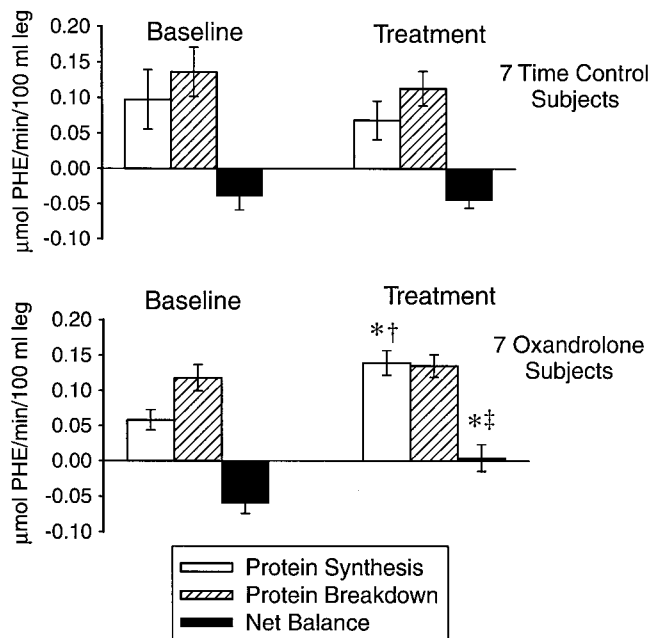 Baseline
Treatment
7 Time Control
Subjects
µmol PHE/min/100 ml leg
0.20
0.15
0.10
0.05
0.00
-0.05
-0.10
Baseline
Treatment
7 Oxandrolone
Subjects
µmol PHE/min/100 ml leg
0.20
0.15
0.10
0.05
0.00
-0.05
-0.10
*†
*‡
Protein Synthesis
Protein Breakdown
Net Balance